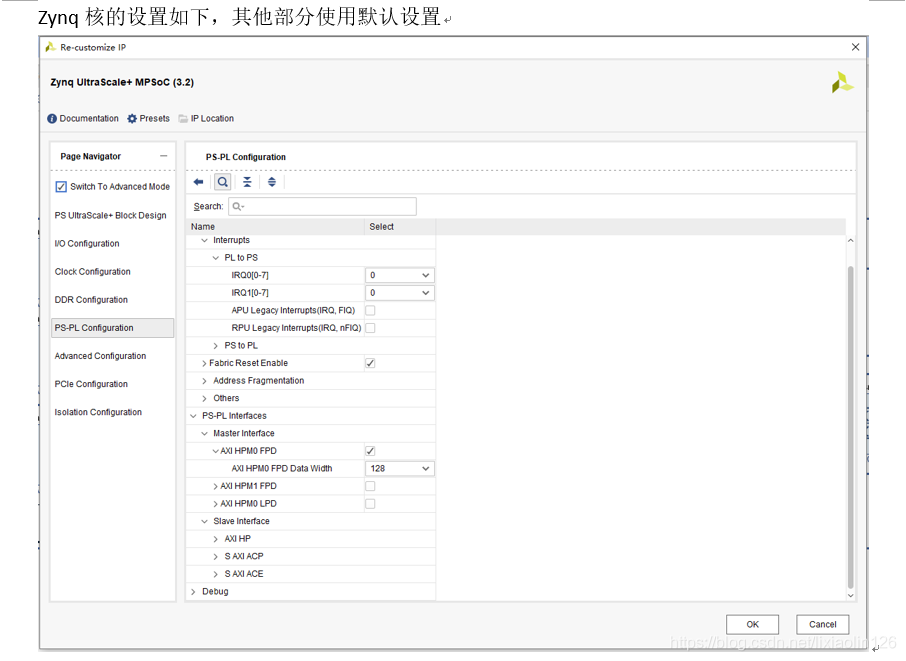 Zynq 核的设置如下，其他部分使用默认设置
Re-customize IP
Zynq UltraScale+ MPSoC (3.2)
Documentation Presets IP Location
Page Navigator
Switch To Advanced Mode
PS UltraScale+ Block Design
I/O Configuration
Clock Configuration
DDR Configuration
PS-PL Configuration
Advanced Configuration
PCIe Configuration
Isolation Configuration
PS-PL Configuration
Search:
Name Select
Interrupts
PL to PS
IRQ0[0-7] 0
IRQ1[0-7] 0
APU Legacy Interrupts(IRQ, FIQ)
RPU Legacy Interrupts(IRQ, nFIQ)
PS to PL
Fabric Reset Enable
Address Fragmentation
Others
PS-PL Interfaces
Master Interface
AXI HPM0 FPD
AXI HPM0 FPD Data Width 128
AXI HPM1 FPD
AXI HPM0 LPD
Slave Interface
AXI HP
S AXI ACP
S AXI ACE
Debug
OK Cancel
https://blog.csdn.net/lixiaolin126